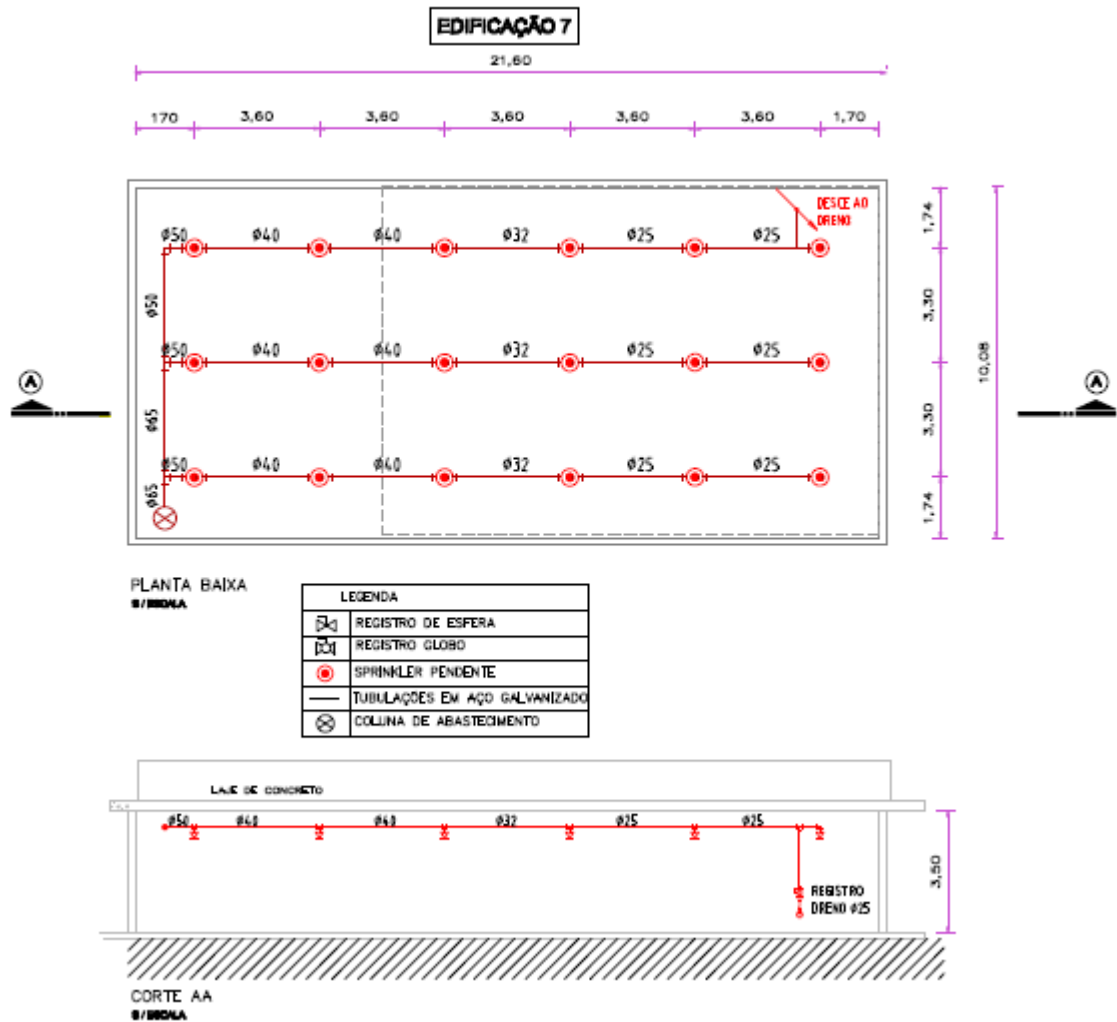 EDIFICAÇÃO 7
21,60
170 3,60 3,60 3,60 3,60 3,60 1,70
DESCE AO
DRENO
Ø50 Ø40 Ø40 Ø32 Ø25 Ø25
1,74
Ø50
3,30
Ø50 Ø40 Ø40 Ø32 Ø25 Ø25
10,08
A A
Ø65
3,30
Ø50 Ø40 Ø40 Ø32 Ø25 Ø25
Ø65
1,74
PLANTA BAIXA
S/ESCALA
LEGENDA
REGISTRO DE ESFERA
REGISTRO GLOBO
SPRINKLER PENDENTE
TUBULAÇÕES EM AÇO GALVANIZADO
COLUNA DE ABASTECIMENTO
LAJE DE CONCRETO
Ø50 Ø40 Ø40 Ø32 Ø25 Ø25
3,50
REGISTRO
DRENO Ø25
CORTE AA
S/ESCALA